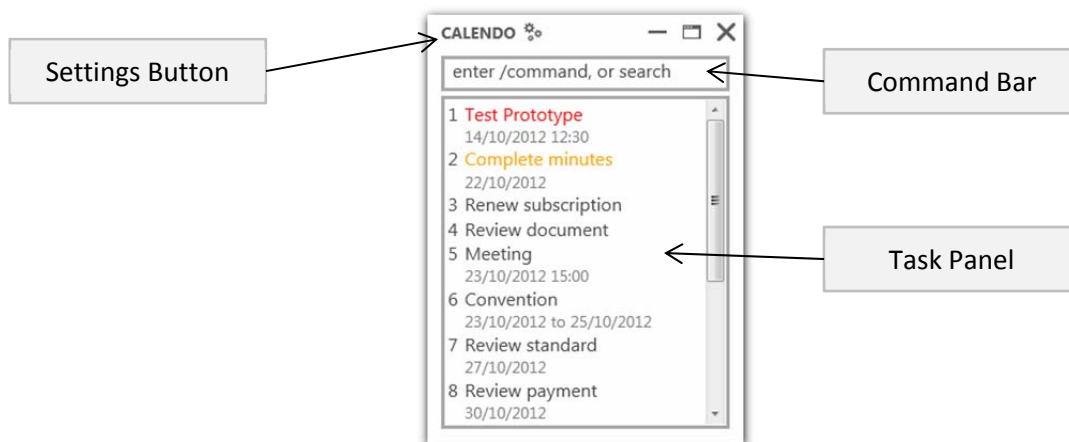 CALENDO
Settings Button
enter /command, or search
Command Bar
1 Test Prototype
14/10/2012 12:30
2 Complete minutes
22/10/2012
3 Renew subscription
4 Review document
5 Meeting
23/10/2012 15:00
Task Panel
6 Convention
23/10/2012 to 25/10/2012
7 Review standard
27/10/2012
8 Review payment
30/10/2012